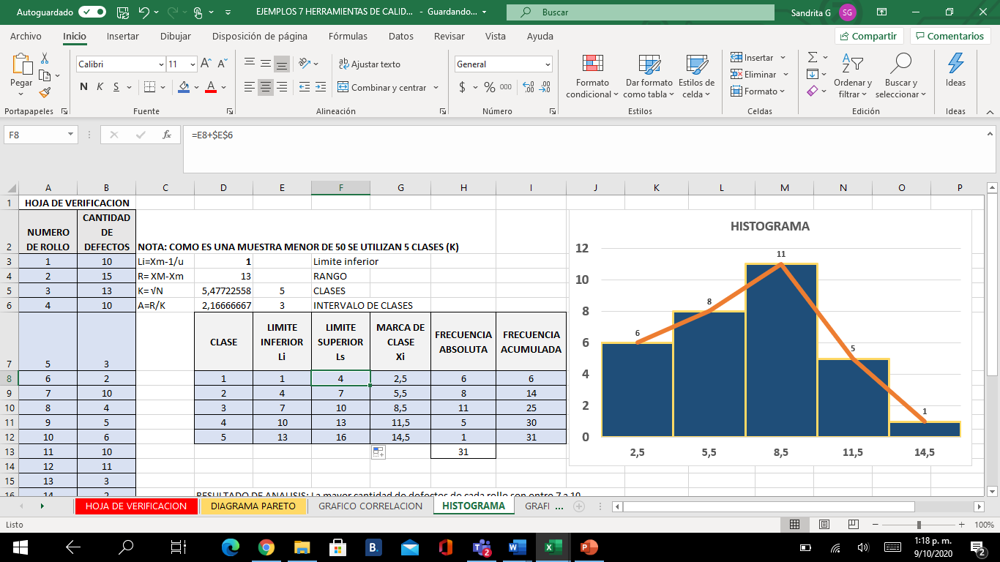 Autoguardado
EJEMPLOS 7 HERRAMIENTAS DE CALID... - Guardando...
Buscar
Sandrita G
SG
Archivo Inicio Insertar Dibujar Disposición de página Fórmulas Datos Revisar Vista Ayuda
Compartir Comentarios
Pegar
Calibri 11
N K S
Ajustar texto
Combinar y centrar
General
$ % 000
Formato condicional
Dar formato como tabla
Estilos de celda
Insertar
Eliminar
Formato
Ordenar y filtrar
Buscar y seleccionar
Ideas
Portapapeles Fuente Alineación Número Estilos Celdas Edición Ideas
F8 fx =E8+$E$6
A B C D E F G H I J K L M N O P
1 HOJA DE VERIFICACION
2 NUMERO DE ROLLO CANTIDAD DE DEFECTOS NOTA: COMO ES UNA MUESTRA MENOR DE 50 SE UTILIZAN 5 CLASES (K)
3 1 10 Li=Xm-1/u 1 Limite inferior
4 2 15 R= XM-Xm 13 RANGO
5 3 13 K= √N 5,47722558 5 CLASES
6 4 10 A=R/K 2,16666667 3 INTERVALO DE CLASES
7 5 3 CLASE LIMITE INFERIOR Li LIMITE SUPERIOR Ls MARCA DE CLASE Xi FRECUENCIA ABSOLUTA FRECUENCIA ACUMULADA
8 6 2 1 1 4 2,5 6 6
9 7 10 2 4 7 5,5 8 14
10 8 4 3 7 10 8,5 11 25
11 9 5 4 10 13 11,5 5 30
12 10 6 5 13 16 14,5 1 31
13 11 10 31
14 12 11
15 13 3
16 14 2 RESULTADO DE ANALISIS: La mayor cantidad de defectos de cada rollo son entre 7 a 10
HISTOGRAMA
12
10
8
6
4
2
0
6 8 11 5 1
2,5 5,5 8,5 11,5 14,5
HOJA DE VERIFICACION DIAGRAMA PARETO GRAFICO CORRELACION HISTOGRAMA GRAFI ...
Listo
100%
B.
2
1:18 p. m.
9/10/2020
2